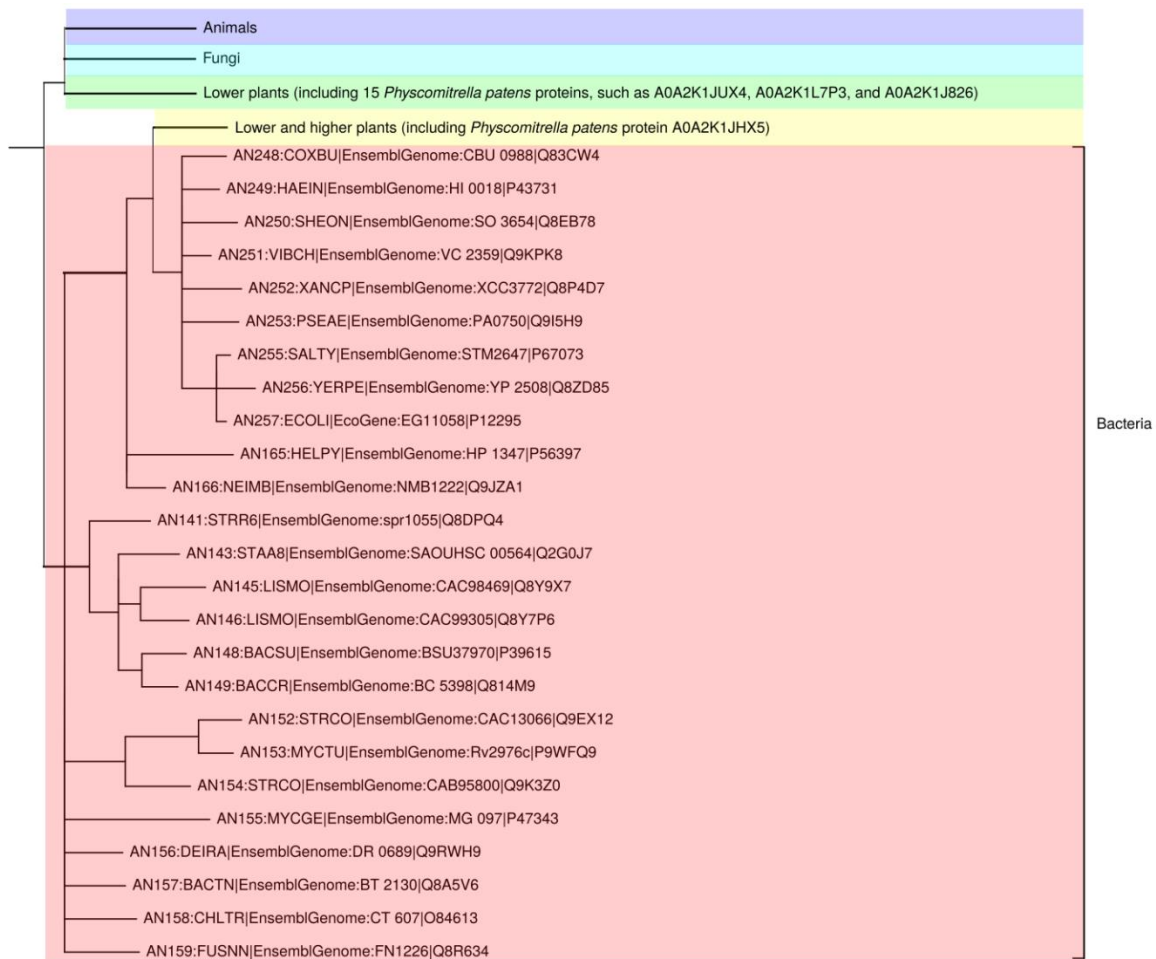 Animals
Fungi
Lower plants (including 15 Physcomitrella patens proteins, such as A0A2K1JUX4, A0A2K1L7P3, and A0A2K1J826)
Lower and higher plants (including Physcomitrella patens protein A0A2K1JHX5)
AN248:COXBU|EnsemblGenome:CBU 0988|Q83CW4
AN249:HAEIN|EnsemblGenome:HI 0018|P43731
AN250:SHEON|EnsemblGenome:SO 3654|Q8EB78
AN251:VIBCH|EnsemblGenome:VC 2359|Q9KPK8
AN252:XANCP|EnsemblGenome:XCC3772|Q8P4D7
AN253:PSEAE|EnsemblGenome:PA0750|Q9I5H9
AN255:SALTY|EnsemblGenome:STM2647|P67073
AN256:YERPE|EnsemblGenome:YP 2508|Q8ZD85
AN257:ECOLI|EcoGene:EG11058|P12295
Bacteria
AN165:HELPY|EnsemblGenome:HP 1347|P56397
AN166:NEIMB|EnsemblGenome:NMB1222|Q9JZA1
AN141:STRR6|EnsemblGenome:spr1055|Q8DPQ4
AN143:STAA8|EnsemblGenome:SAOUHSC 00564|Q2G0J7
AN145:LISMO|EnsemblGenome:CAC98469|Q8Y9X7
AN146:LISMO|EnsemblGenome:CAC99305|Q8Y7P6
AN148:BACSU|EnsemblGenome:BSU37970|P39615
AN149:BACCR|EnsemblGenome:BC 5398|Q814M9
AN152:STRCO|EnsemblGenome:CAC13066|Q9EX12
AN153:MYCTU|EnsemblGenome:Rv2976c|P9WFQ9
AN154:STRCO|EnsemblGenome:CAB95800|Q9K3Z0
AN155:MYCGE|EnsemblGenome:MG 097|P47343
AN156:DEIRA|EnsemblGenome:DR 0689|Q9RWH9
AN157:BACTN|EnsemblGenome:BT 2130|Q8A5V6
AN158:CHLTR|EnsemblGenome:CT 607|O84613
AN159:FUSNN|EnsemblGenome:FN1226|Q8R634